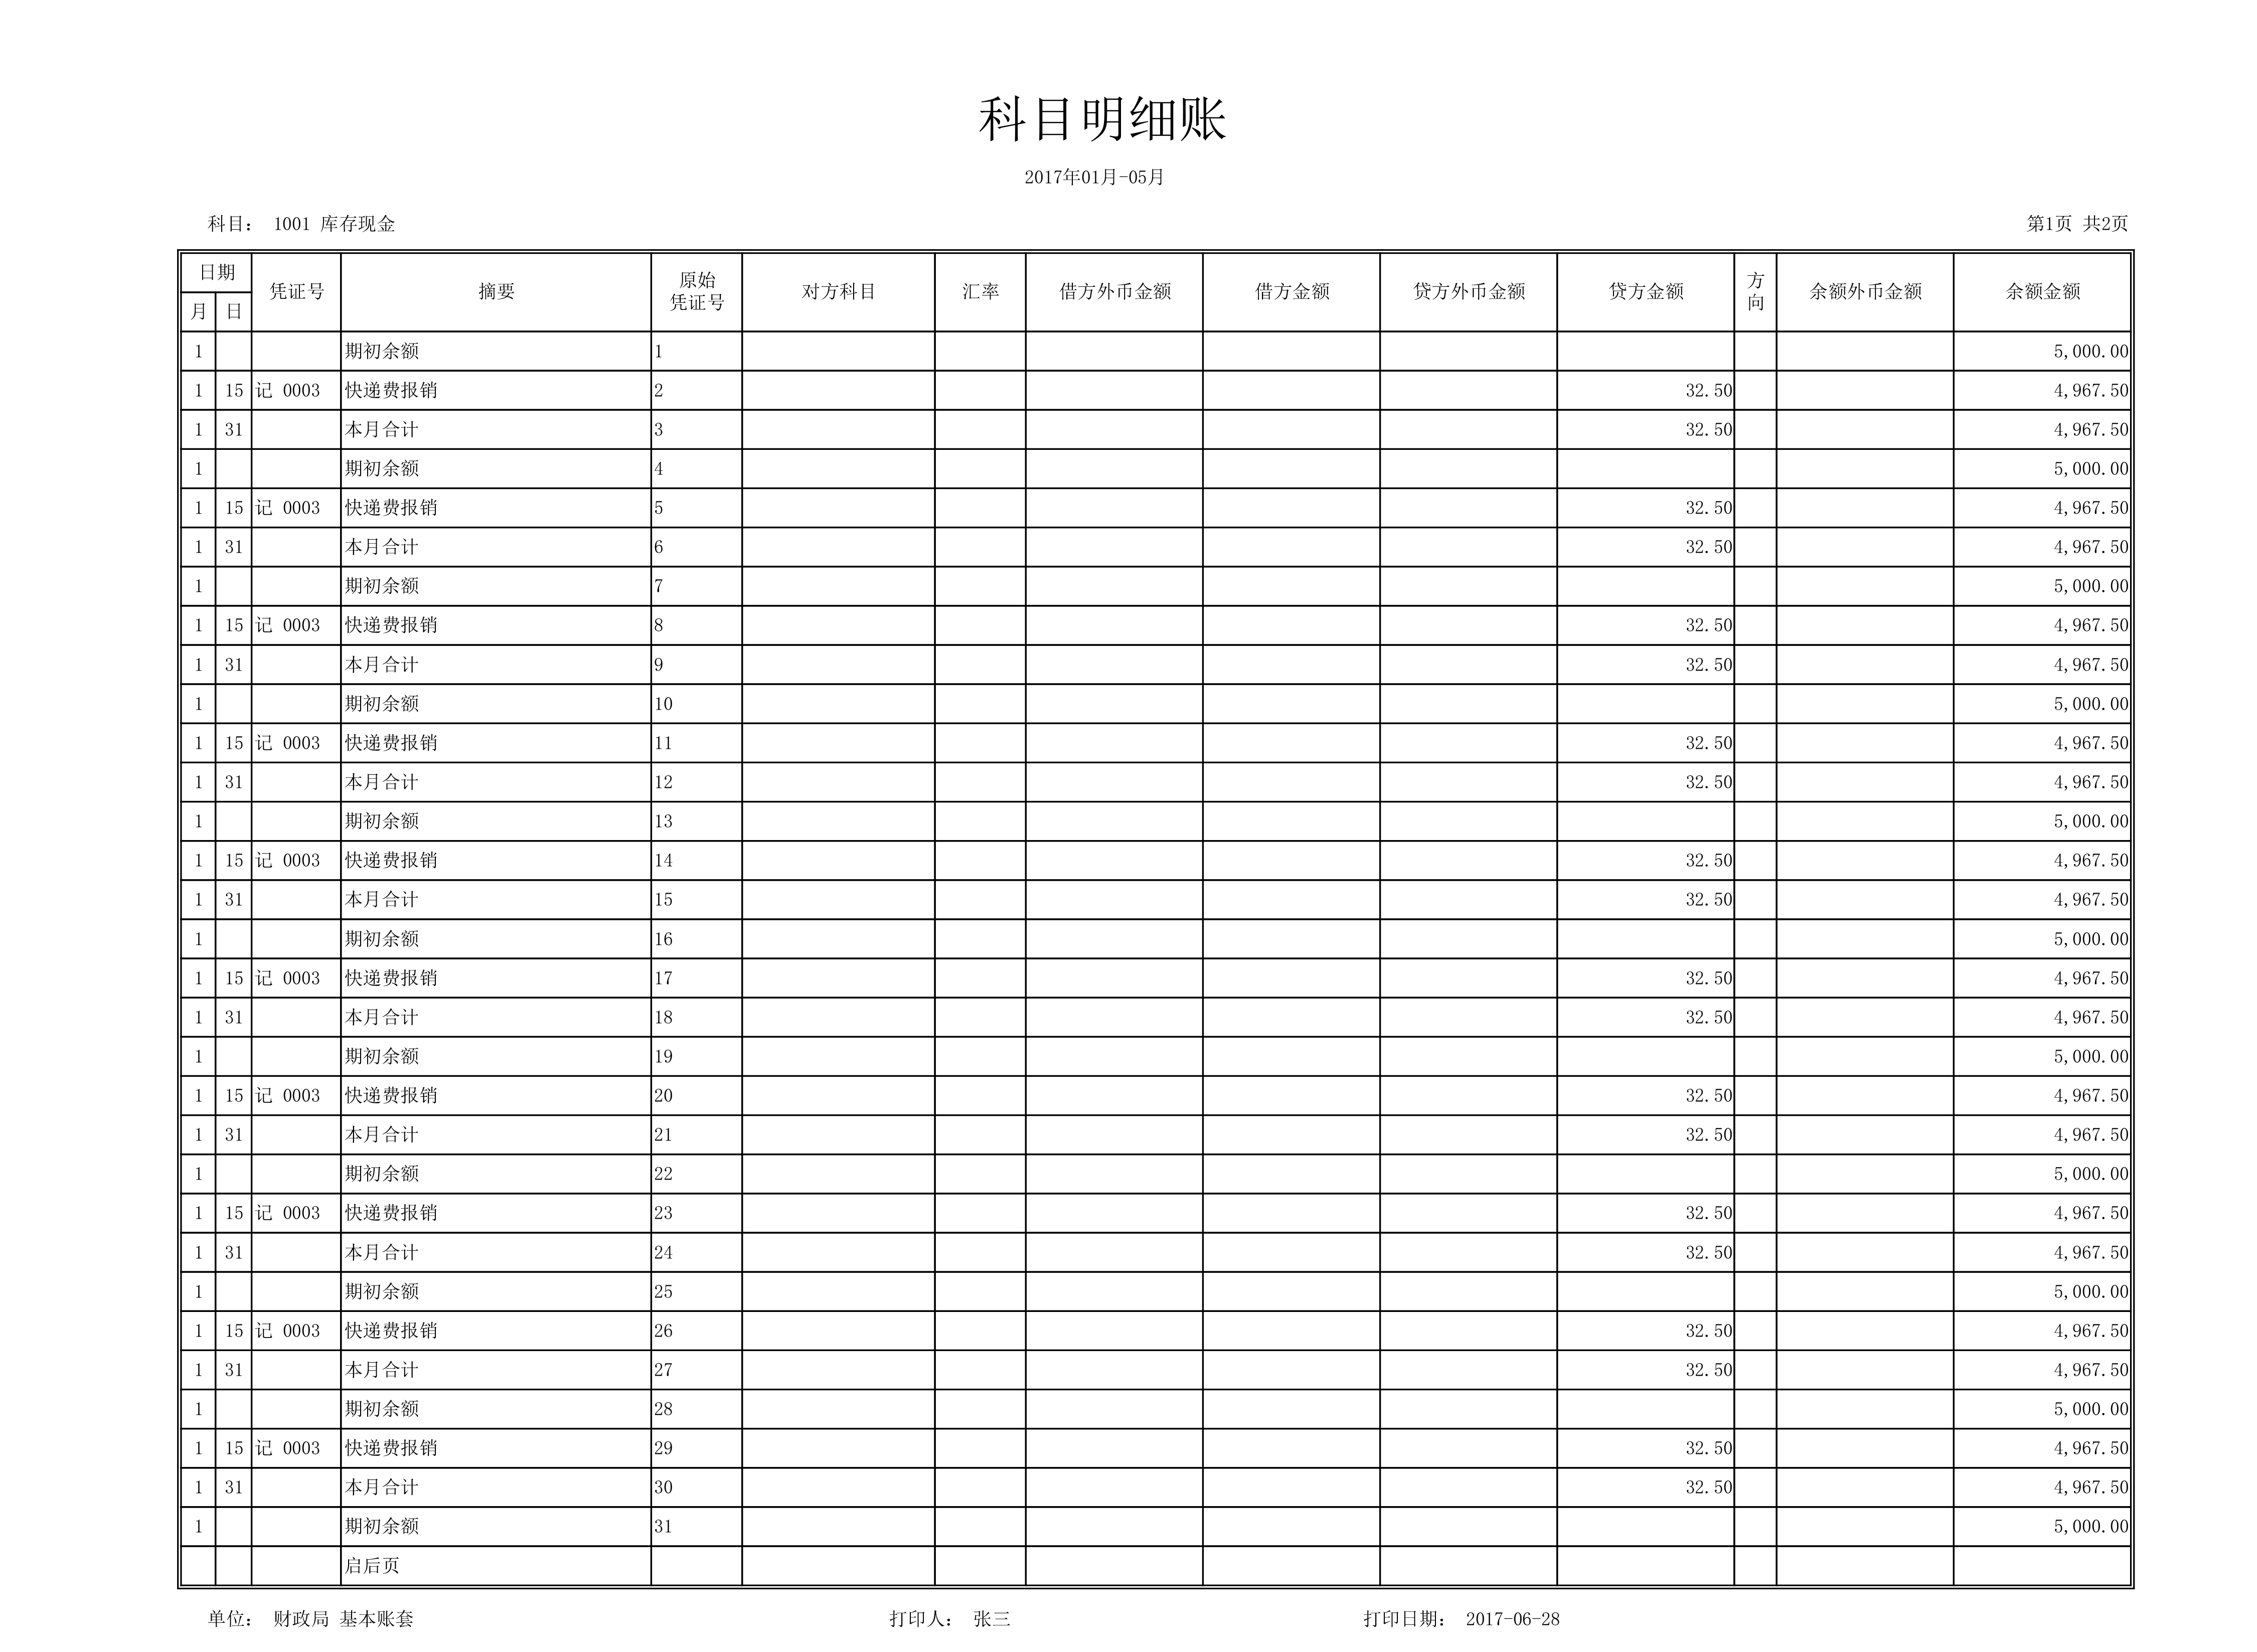 科目明细账
2017年01月-05月
科目： 1001 库存现金 第1页 共2页
日期 凭证号 摘要 原始凭证号 对方科目 汇率 借方外币金额 借方金额 贷方外币金额 贷方金额 方向 余额外币金额 余额金额
月 日
1 期初余额 1 5,000.00
1 15 记 0003 快递费报销 2 32.50 4,967.50
1 31 本月合计 3 32.50 4,967.50
1 期初余额 4 5,000.00
1 15 记 0003 快递费报销 5 32.50 4,967.50
1 31 本月合计 6 32.50 4,967.50
1 期初余额 7 5,000.00
1 15 记 0003 快递费报销 8 32.50 4,967.50
1 31 本月合计 9 32.50 4,967.50
1 期初余额 10 5,000.00
1 15 记 0003 快递费报销 11 32.50 4,967.50
1 31 本月合计 12 32.50 4,967.50
1 期初余额 13 5,000.00
1 15 记 0003 快递费报销 14 32.50 4,967.50
1 31 本月合计 15 32.50 4,967.50
1 期初余额 16 5,000.00
1 15 记 0003 快递费报销 17 32.50 4,967.50
1 31 本月合计 18 32.50 4,967.50
1 期初余额 19 5,000.00
1 15 记 0003 快递费报销 20 32.50 4,967.50
1 31 本月合计 21 32.50 4,967.50
1 期初余额 22 5,000.00
1 15 记 0003 快递费报销 23 32.50 4,967.50
1 31 本月合计 24 32.50 4,967.50
1 期初余额 25 5,000.00
1 15 记 0003 快递费报销 26 32.50 4,967.50
1 31 本月合计 27 32.50 4,967.50
1 期初余额 28 5,000.00
1 15 记 0003 快递费报销 29 32.50 4,967.50
1 31 本月合计 30 32.50 4,967.50
1 期初余额 31 5,000.00
启后页
单位： 财政局 基本账套 打印人： 张三 打印日期： 2017-06-28